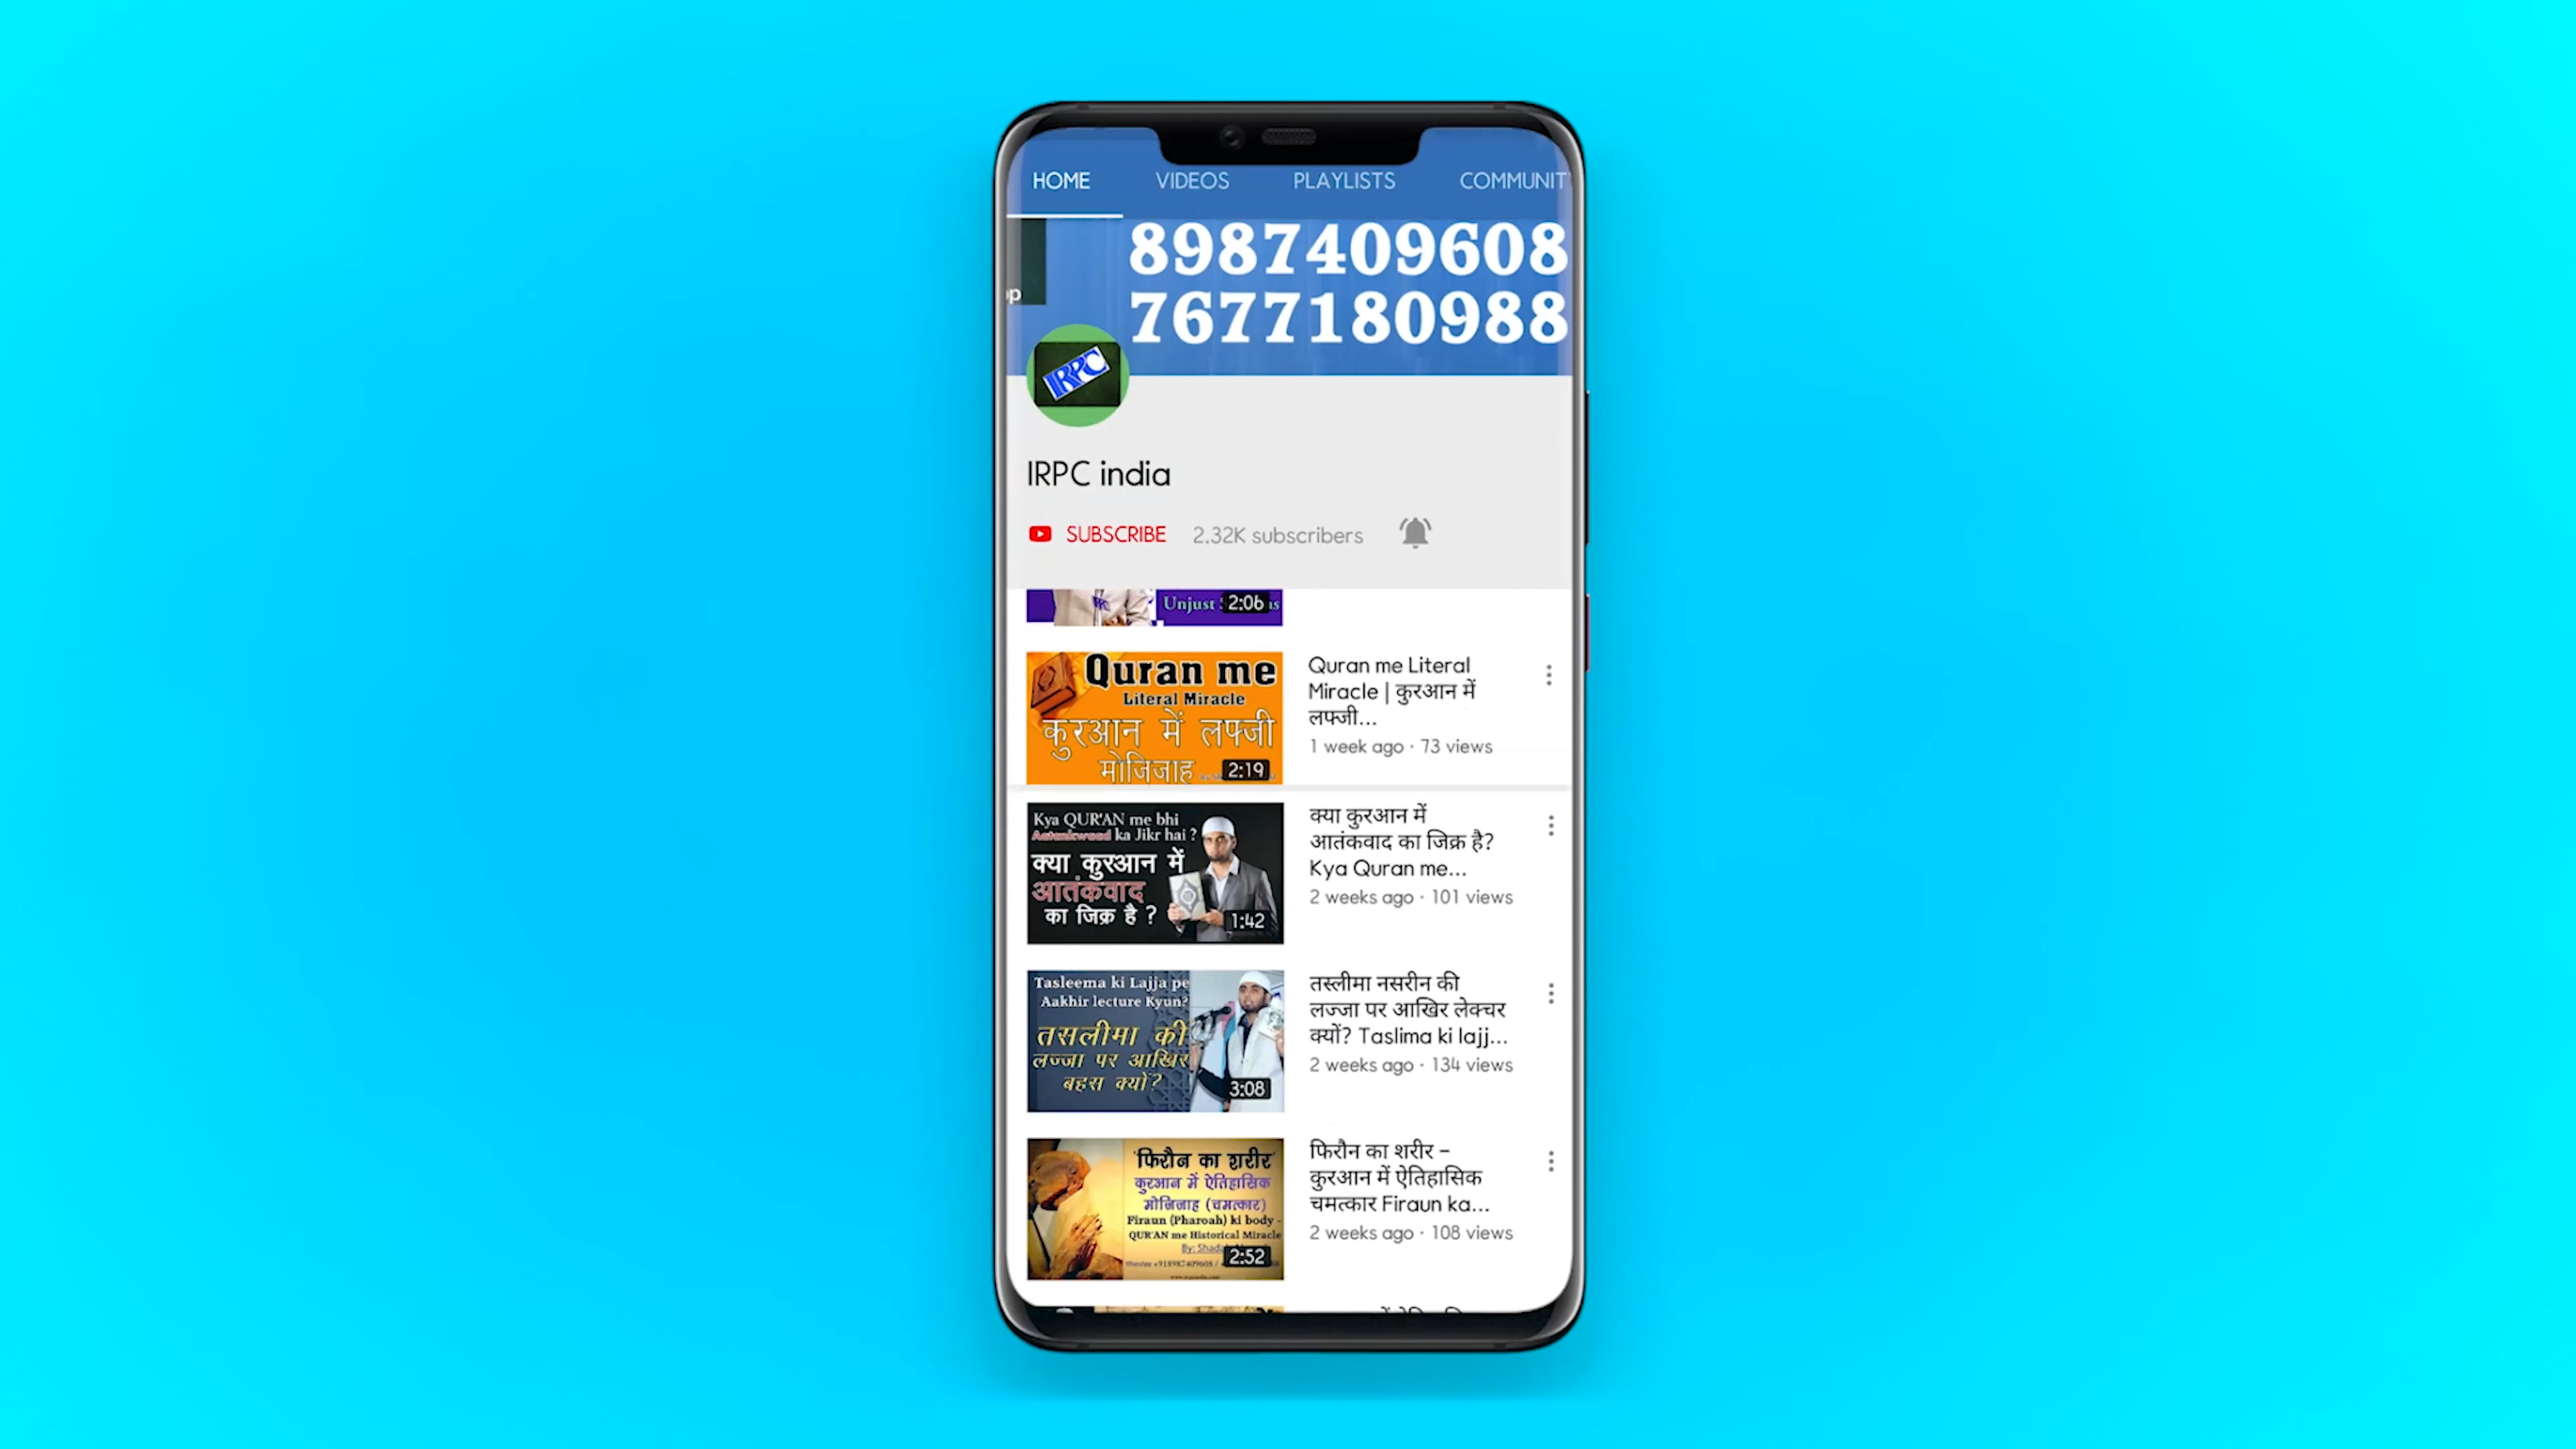 HOME VIDEOS PLAYLISTS COMMUNIT
8987409608
7677180988
IRPC
IRPC india
SUBSCRIBE 2.32K subscribers
Unjust
2:06
Quran me
Literal Miracle
कुरआन में लफ्जी
मोजिजाह
2:19
Quran me Literal
Miracle | कुरआन में
लफ्जी...
1 week ago · 73 views
Kya QUR'AN me bhi
Aatankwaad ka Jikr hai ?
क्या कुरआन में
आतंकवाद
का जिक्र है ?
1:42
क्या कुरआन में
आतंकवाद का जिक्र है?
Kya Quran me...
2 weeks ago · 101 views
Tasleema ki Lajja pe
Aakhir lecture Kyun?
तसलीमा की
लज्जा पर आखिर
बहस क्यों?
3:08
तस्लीमा नसरीन की
लज्जा पर आखिर लेक्चर
क्यों? Taslima ki lajj...
2 weeks ago · 134 views
'फिरौन का शरीर'
कुरआन में ऐतिहासिक
मोजिजाह (चमत्कार)
Firaun (Pharoah) ki body -
QUR'AN me Historical Miracle
By: Shada
2:52
फिरौन का शरीर –
कुरआन में ऐतिहासिक
चमत्कार Firaun ka...
2 weeks ago · 108 views